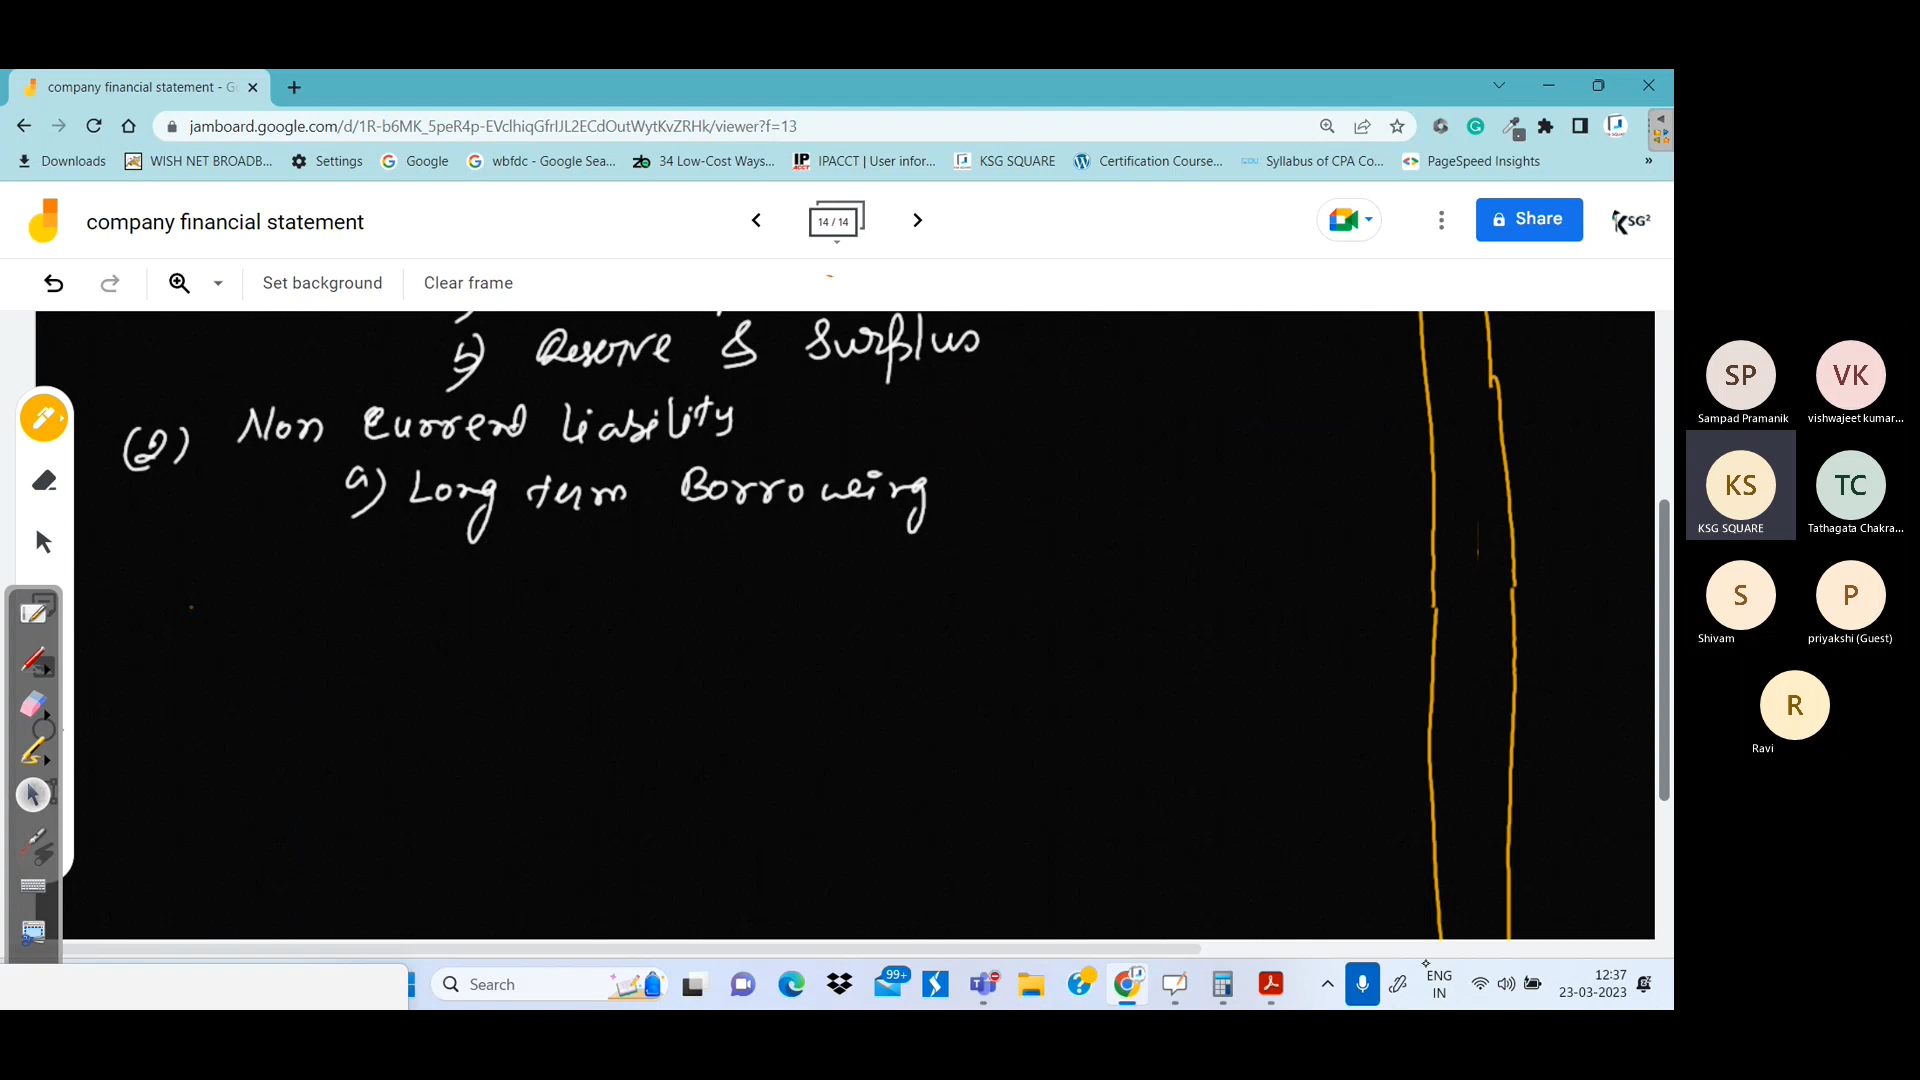 company financial statement - G
jamboard.google.com/d/1R-b6MK_5peR4p-EVclhiqGfrIJL2ECdOutWytKvZRHk/viewer?f=13
Downloads WISH NET BROADB... Settings Google wbfdc - Google Sea... 34 Low-Cost Ways... IPACCT | User infor... KSG SQUARE Certification Course... Syllabus of CPA Co... PageSpeed Insights »
company financial statement 14 / 14 Share KSG²
Set background Clear frame
b) Reserve & Surplus
(2) Non Current Liability
a) Long term Borroweing
SP VK
Sampad Pramanik vishwajeet kumar...
KS TC
KSG SQUARE Tathagata Chakra...
S P
Shivam priyakshi (Guest)
R
Ravi
Search 99+ ENG IN 12:37 23-03-2023